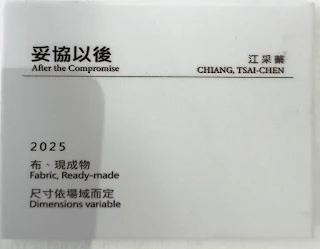 妥協以後
After the Compromise
江采蘩
CHIANG, TSAI-CHEN
2025
布、現成物
Fabric, Ready-made
尺寸依場域而定
Dimensions variable